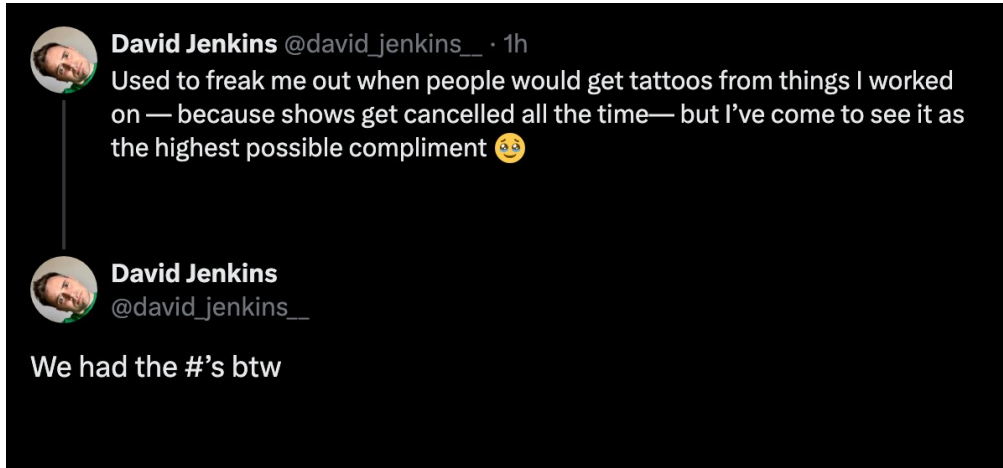 David Jenkins @david_jenkins__ · 1h
Used to freak me out when people would get tattoos from things I worked
on — because shows get cancelled all the time— but I’ve come to see it as
the highest possible compliment 🥹
David Jenkins
@david_jenkins__
We had the #’s btw